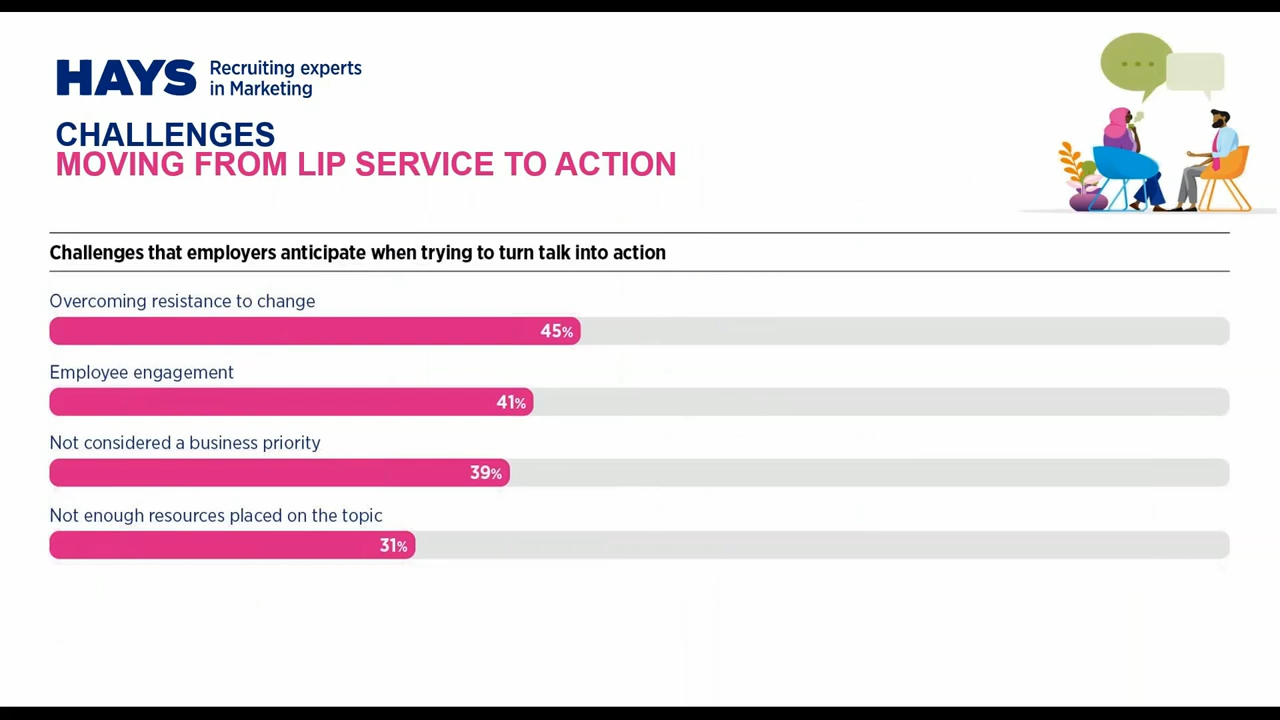 HAYS Recruiting experts
in Marketing
CHALLENGES
MOVING FROM LIP SERVICE TO ACTION
Challenges that employers anticipate when trying to turn talk into action
Overcoming resistance to change
45%
Employee engagement
41%
Not considered a business priority
39%
Not enough resources placed on the topic
31%